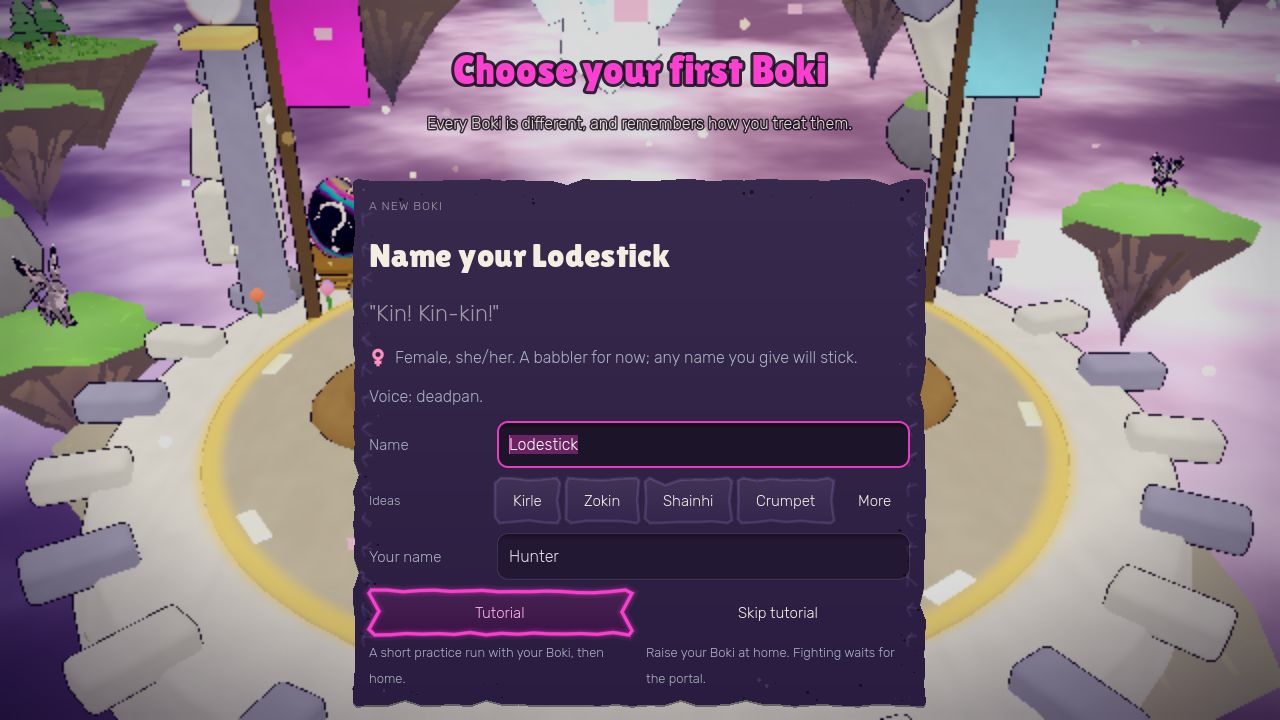 Choose your first Boki
Every Boki is different, and remembers how you treat them.
A NEW BOKI
Name your Lodestick
"Kin! Kin-kin!"
Female, she/her. A babbler for now; any name you give will stick.
Voice: deadpan.
Name
Lodestick
Ideas
Kirle
Zokin
Shainhi
Crumpet
More
Your name
Hunter
Tutorial
Skip tutorial
A short practice run with your Boki, then
home.
Raise your Boki at home. Fighting waits for
the portal.